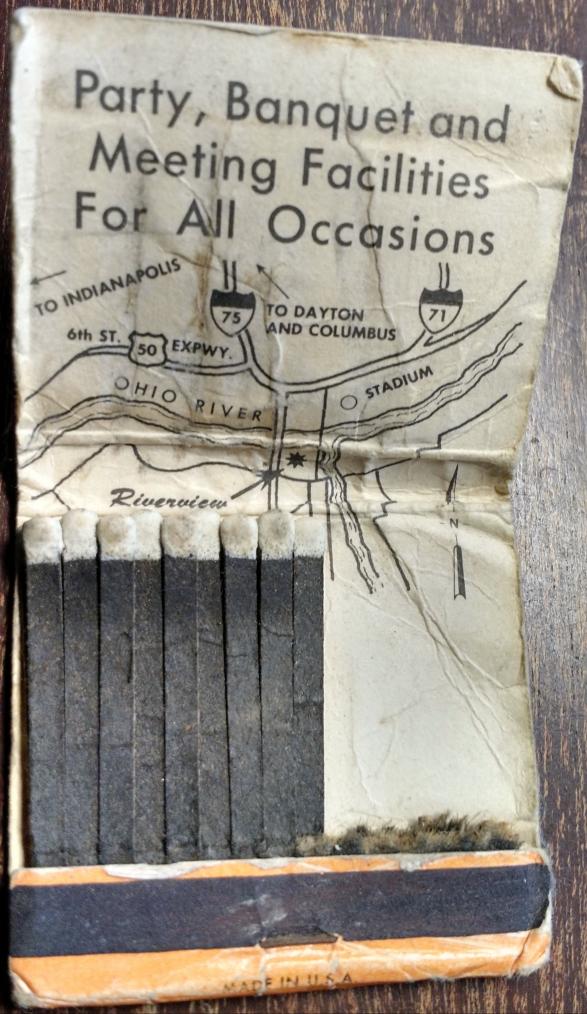 Party, Banquet and
Meeting Facilities
For All Occasions
TO INDIANAPOLIS
75
TO DAYTON
AND COLUMBUS
71
6th ST. 50 EXPWY.
STADIUM
OHIO RIVER
Riverview
N
MADE IN U.S.A